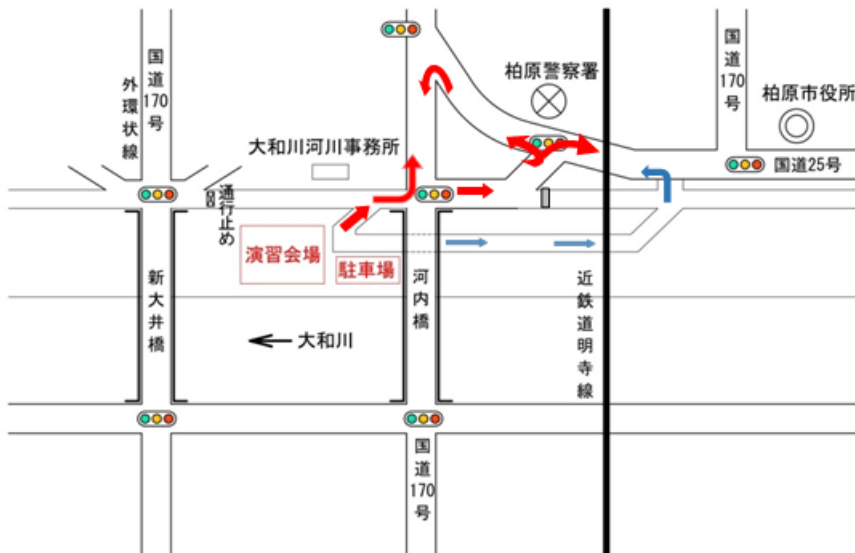 国道170号
外環状線
柏原警察署
国道170号
柏原市役所
大和川河川事務所
国道25号
通行止め
演習会場
駐車場
新大井橋
河内橋
近鉄道明寺線
大和川
国道170号